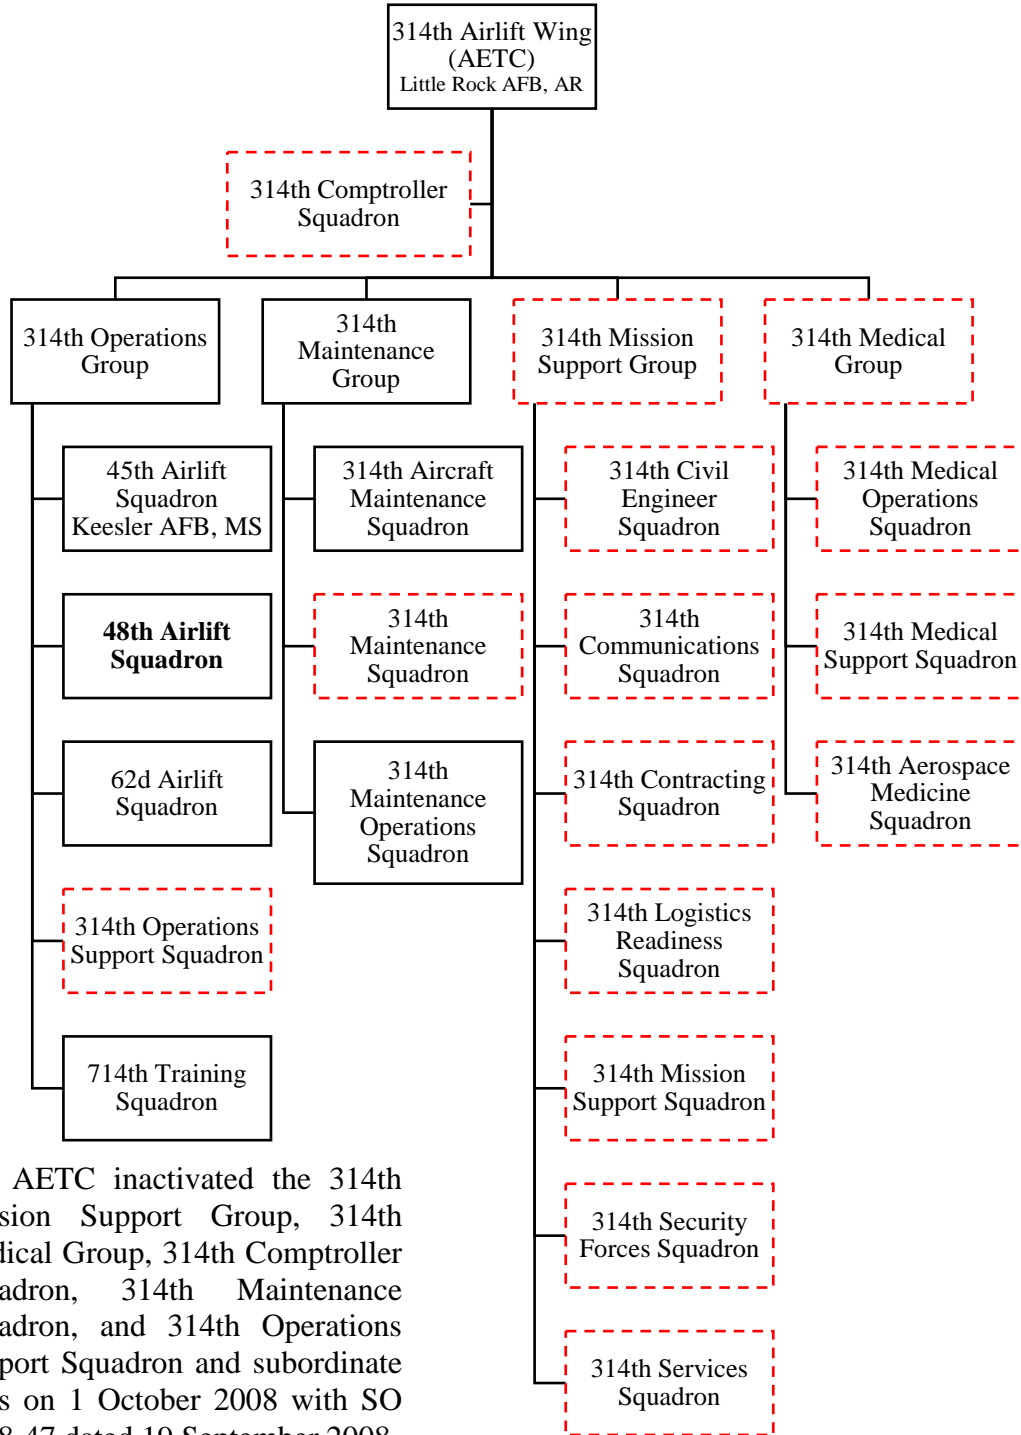 314th Airlift Wing
(AETC)
Little Rock AFB, AR
314th Comptroller
Squadron
314th Operations
Group
314th
Maintenance
Group
314th Mission
Support Group
314th Medical
Group
45th Airlift
Squadron
Keesler AFB, MS
48th Airlift
Squadron
62d Airlift
Squadron
314th Operations
Support Squadron
714th Training
Squadron
314th Aircraft
Maintenance
Squadron
314th
Maintenance
Squadron
314th
Maintenance
Operations
Squadron
314th Civil
Engineer
Squadron
314th
Communications
Squadron
314th Contracting
Squadron
314th Logistics
Readiness
Squadron
314th Mission
Support Squadron
314th Security
Forces Squadron
314th Services
Squadron
314th Medical
Operations
Squadron
314th Medical
Support Squadron
314th Aerospace
Medicine
Squadron
AETC inactivated the 314th
Support Group, 314th
Group, 314th Comptroller
314th Maintenance
and 314th Operations
Squadron and subordinate
on 1 October 2008 with SO
dated 19 September 2008